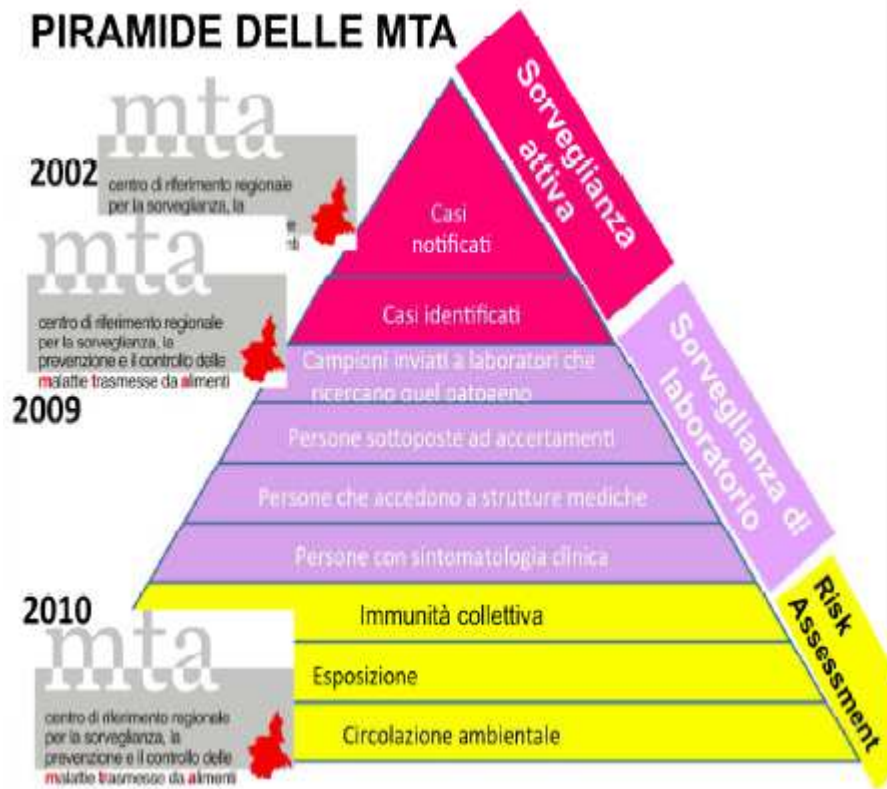 PIRAMIDE DELLE MTA
Sorveglianza
attiva
mta
2002
centro di riferimento regionale
per la sorveglianza, la
Casi
notificati
mta
centro di riferimento regionale
per la sorveglianza, la
prevenzione e il controllo delle
malattie trasmesse da alimenti
Casi identificati
Sorveglianza di
laboratorio
Campioni inviati a laboratori che
ricercano quel patogeno
2009
Persone sottoposte ad accertamenti
Persone che accedono a strutture mediche
Persone con sintomatologia clinica
2010
Immunità collettiva
Risk
Assessment
mta
Esposizione
centro di riferimento regionale
per la sorveglianza, la
prevenzione e il controllo delle
malattie trasmesse da alimenti
Circolazione ambientale